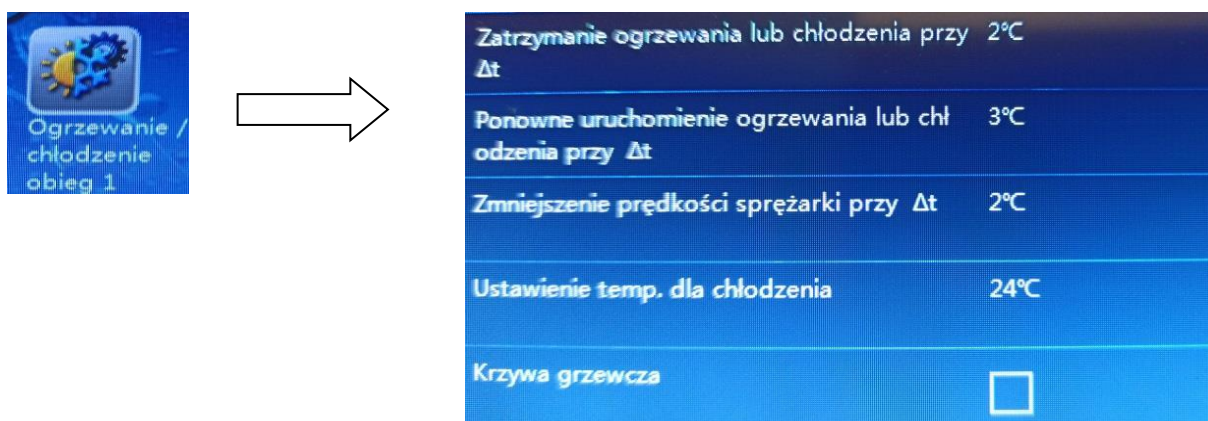 Ogrzewanie /
chłodzenie
obieg 1
Zatrzymanie ogrzewania lub chłodzenia przy 2°C
Δt
Ponowne uruchomienie ogrzewania lub chł 3°C
odzenia przy Δt
Zmniejszenie prędkości sprężarki przy Δt 2°C
Ustawienie temp. dla chłodzenia 24°C
Krzywa grzewcza